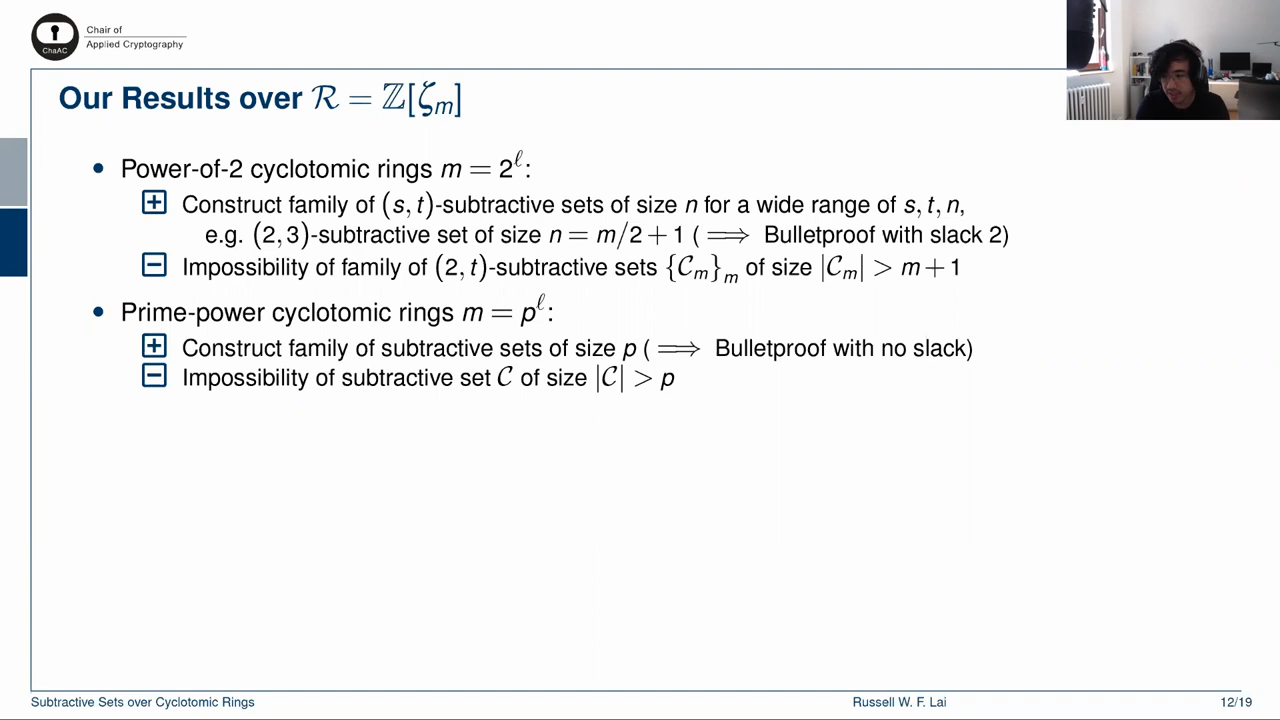 Chair of
Applied Cryptography
ChaAC
Our Results over ℛ = ℤ[ζₘ]
• Power-of-2 cyclotomic rings m = 2^ℓ:
+ Construct family of (s, t)-subtractive sets of size n for a wide range of s, t, n,
e.g. (2, 3)-subtractive set of size n = m/2 + 1 ( ⟹ Bulletproof with slack 2)
− Impossibility of family of (2, t)-subtractive sets {𝒞ₘ}ₘ of size |𝒞ₘ| > m + 1
• Prime-power cyclotomic rings m = p^ℓ:
+ Construct family of subtractive sets of size p ( ⟹ Bulletproof with no slack)
− Impossibility of subtractive set 𝒞 of size |𝒞| > p
Subtractive Sets over Cyclotomic Rings
Russell W. F. Lai
12/19